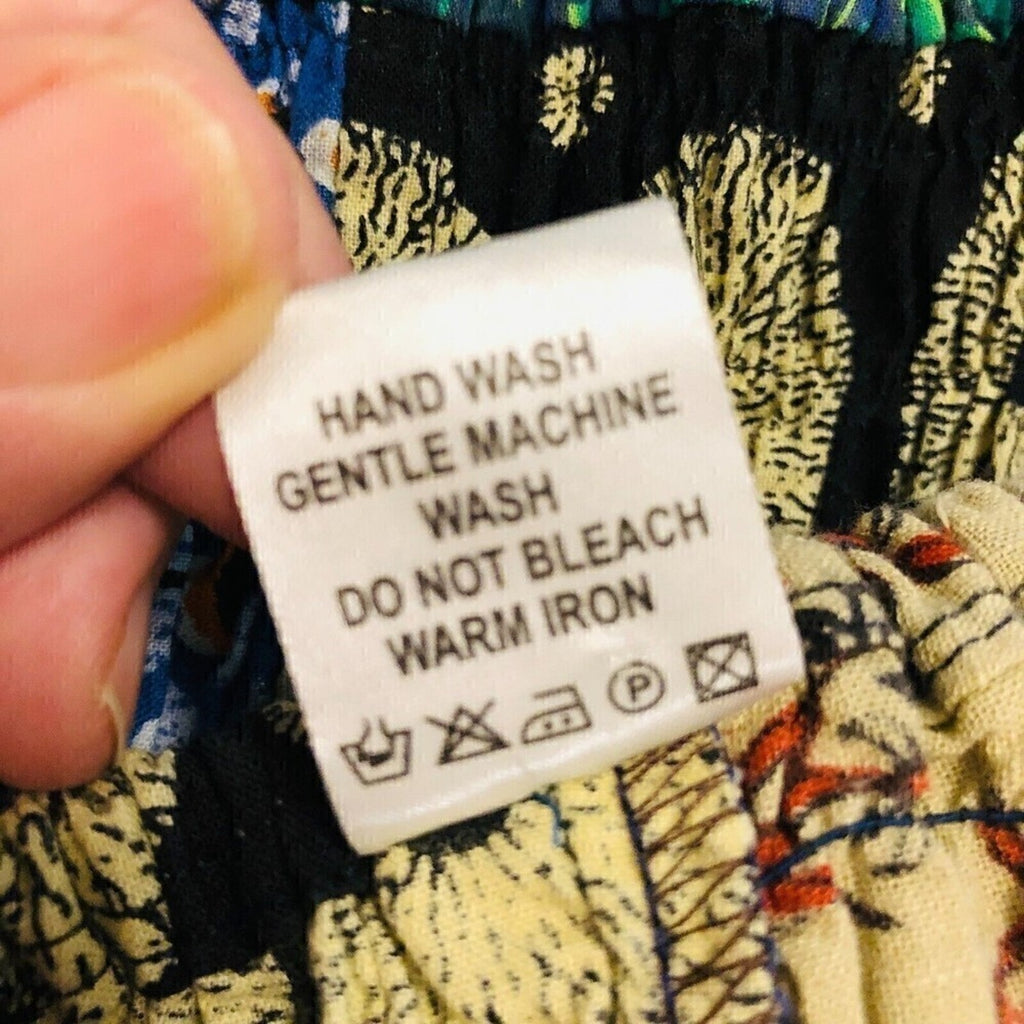 HAND WASH
GENTLE MACHINE
WASH
DO NOT BLEACH
WARM IRON
P